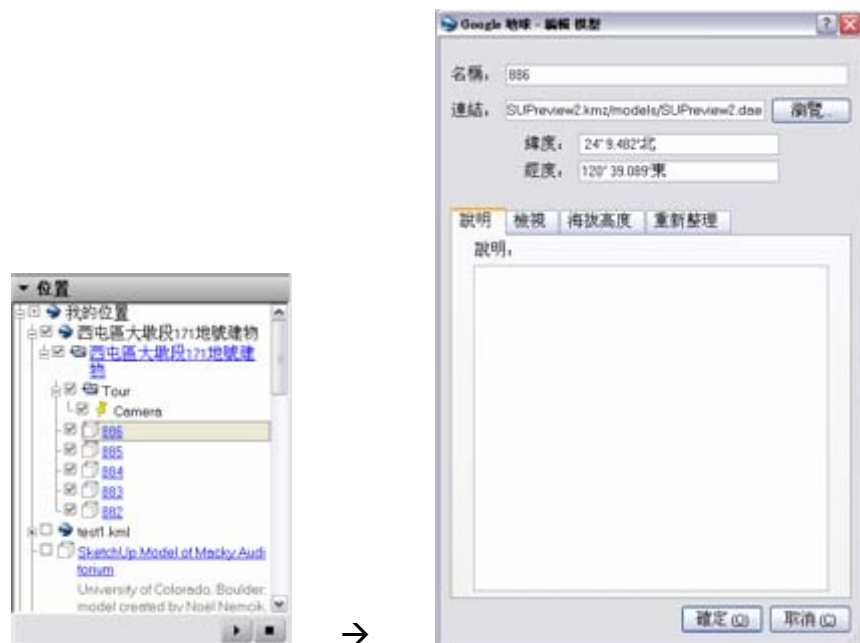 位置
我的位置
西屯區大墩段171地號建物
西屯區大墩段171地號建
物
Tour
Camera
886
885
884
883
882
test1.kml
SketchUp Model of Macky Audi
torium
University of Colorado, Boulder:
model created by Noel Nemcik.
→
Google 地球 - 編輯 模型
名稱：
886
連結：
SUPreview2.kmz/models/SUPreview2.dae
瀏覽...
緯度：
24° 9.482'北
經度：
120° 39.089'東
說明
檢視
海拔高度
重新整理
說明：
確定(O)
取消(C)